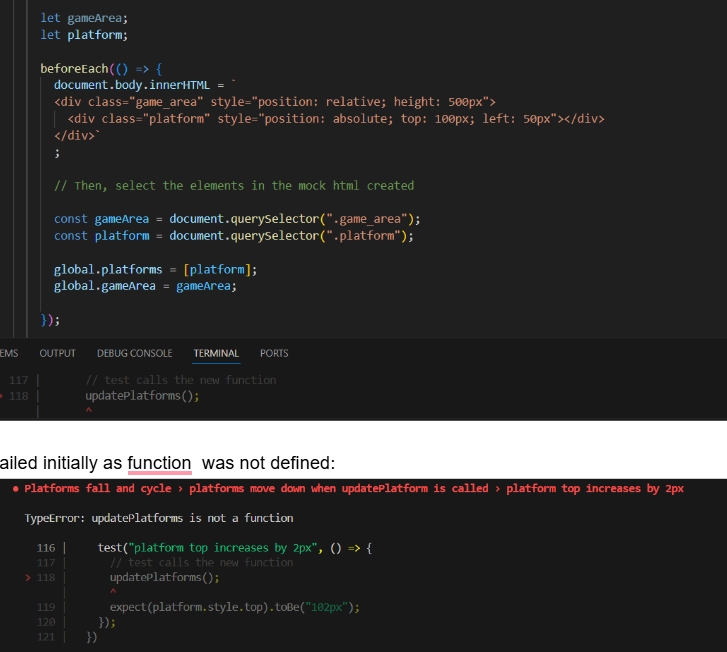 let gameArea;
let platform;
beforeEach(() => {
document.body.innerHTML = `
<div class="game_area" style="position: relative; height: 500px">
<div class="platform" style="position: absolute; top: 100px; left: 50px"></div>
</div>`
;
// Then, select the elements in the mock html created
const gameArea = document.querySelector(".game_area");
const platform = document.querySelector(".platform");
global.platforms = [platform];
global.gameArea = gameArea;
});
EMS OUTPUT DEBUG CONSOLE TERMINAL PORTS
117 | // test calls the new function
118 | updatePlatforms();
| ^
ailed initially as function was not defined:
● Platforms fall and cycle › platforms move down when updatePlatform is called › platform top increases by 2px
TypeError: updatePlatforms is not a function
116 | test("platform top increases by 2px", () => {
117 | // test calls the new function
> 118 | updatePlatforms();
| ^
119 | expect(platform.style.top).toBe("102px");
120 | });
121 | })